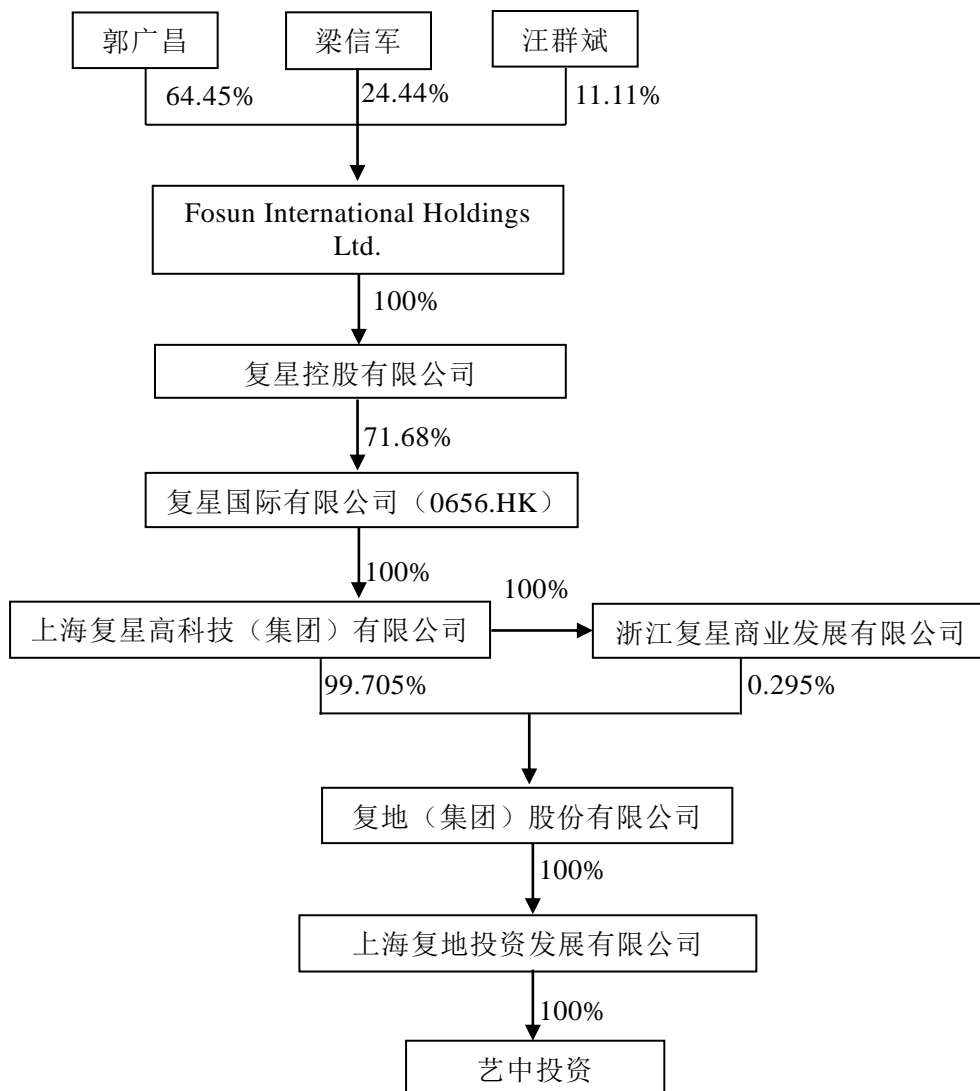 郭广昌
梁信军
汪群斌
64.45%
24.44%
11.11%
Fosun International Holdings
Ltd.
100%
复星控股有限公司
71.68%
复星国际有限公司（0656.HK）
100%
100%
上海复星高科技（集团）有限公司
浙江复星商业发展有限公司
99.705%
0.295%
复地（集团）股份有限公司
100%
上海复地投资发展有限公司
100%
艺中投资